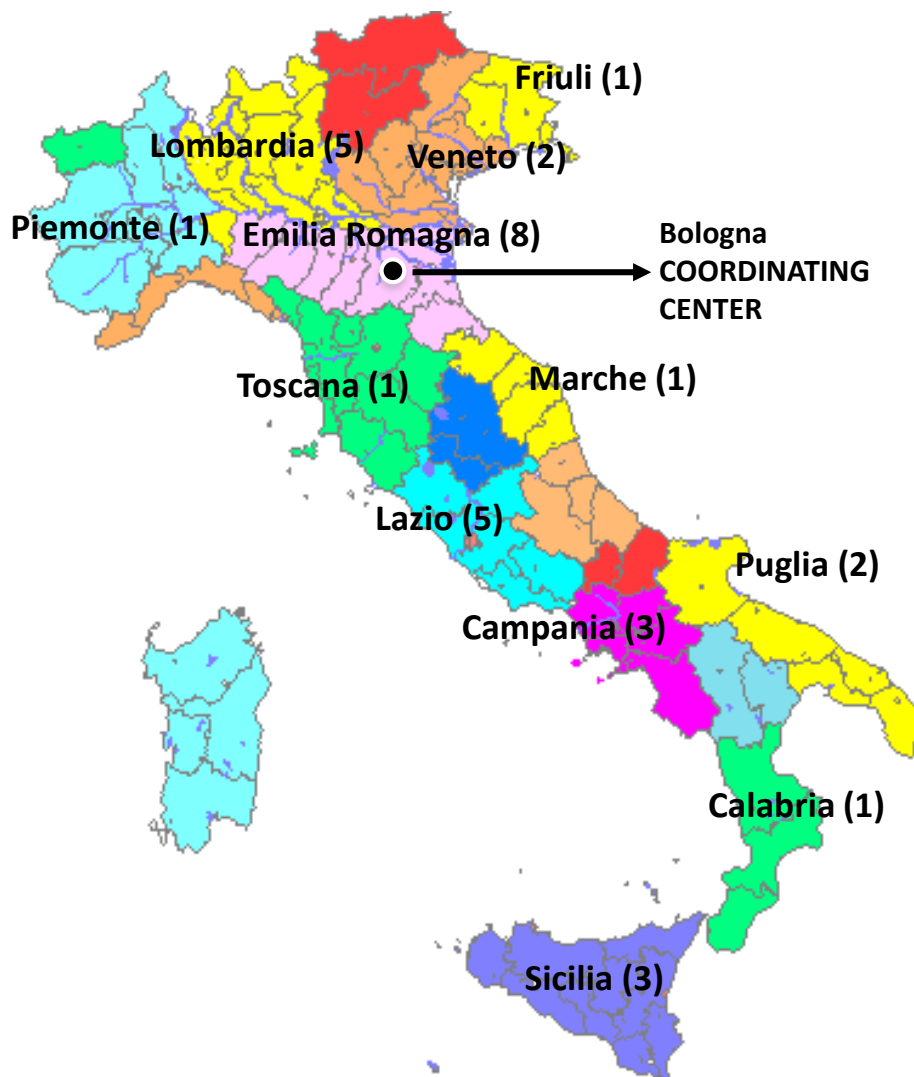 Friuli (1)
Lombardia (5)
Veneto (2)
Piemonte (1)
Emilia Romagna (8)
Bologna
COORDINATING
CENTER
Toscana (1)
Marche (1)
Lazio (5)
Puglia (2)
Campania (3)
Calabria (1)
Sicilia (3)